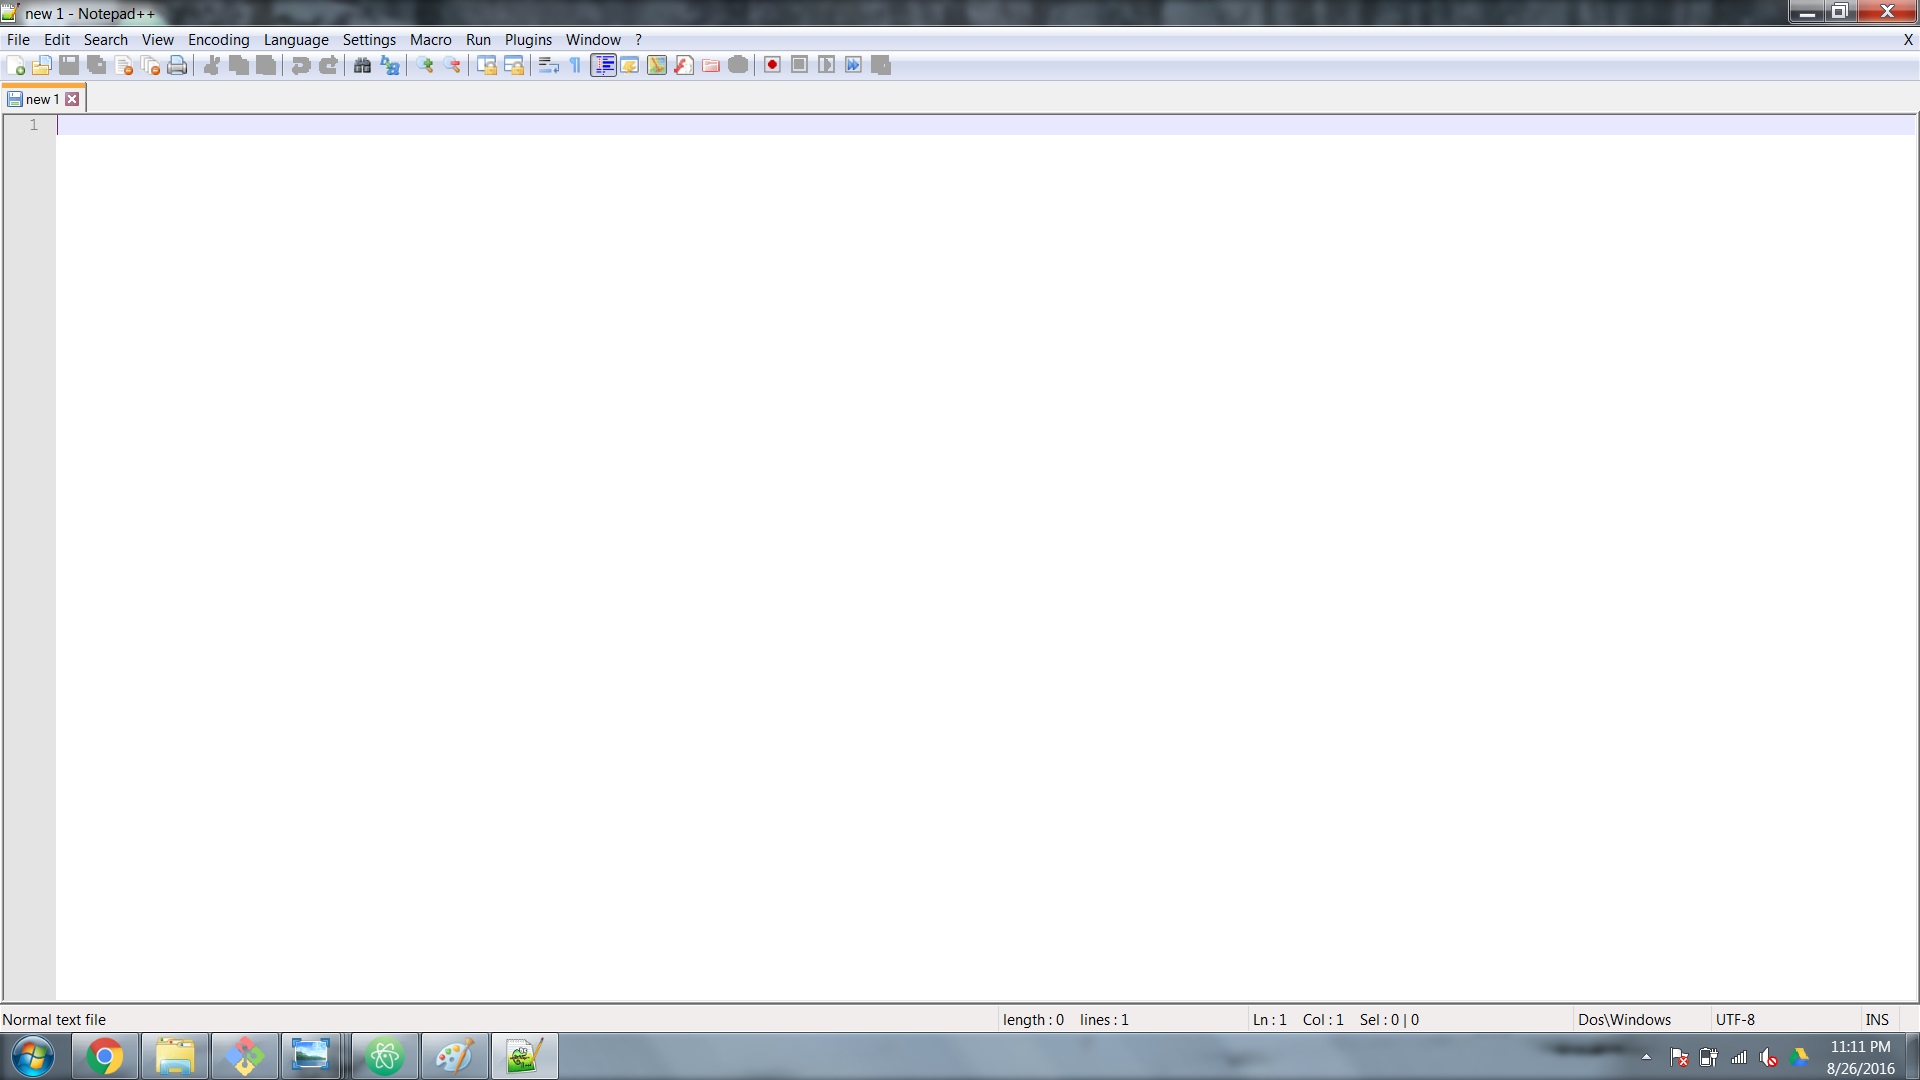 new 1 - Notepad++
File Edit Search View Encoding Language Settings Macro Run Plugins Window ? X
new 1
1
Normal text file length : 0 lines : 1 Ln : 1 Col : 1 Sel : 0 | 0 Dos\Windows UTF-8 INS
11:11 PM
8/26/2016